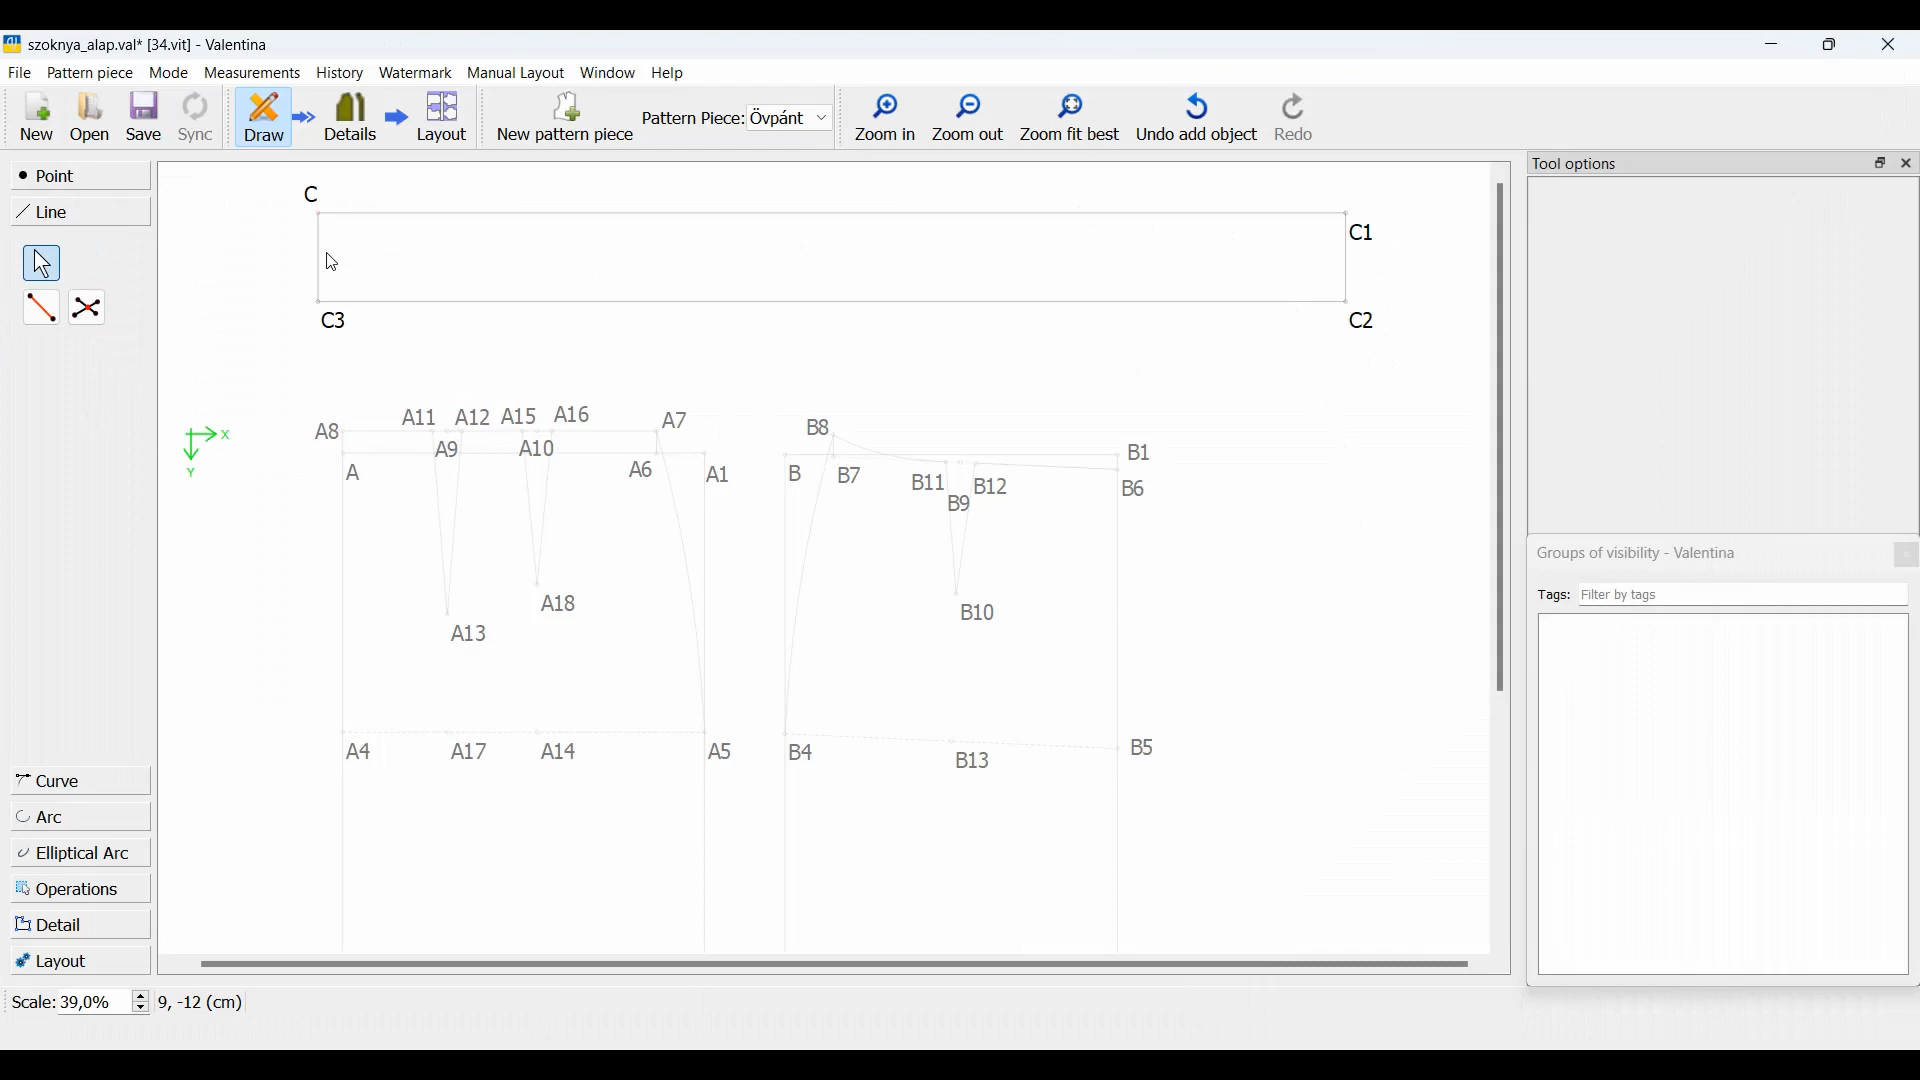 szoknya_alap.val* [34.vit] - Valentina
File Pattern piece Mode Measurements History Watermark Manual Layout Window Help
New Open Save Sync Draw Details Layout New pattern piece Pattern Piece: Övpánt Zoom in Zoom out Zoom fit best Undo add object Redo
Point
Line
Tool options
C
C1
C3
C2
A8 A11 A12 A15 A16 A7 B8
A9 A10 B1
A A6 A1 B B7 B11 B12 B6
B9
X
Y
A18 B10
A13
A4 A17 A14 A5 B4 B13 B5
Groups of visibility - Valentina
Tags: Filter by tags
Curve
Arc
Elliptical Arc
Operations
Detail
Layout
Scale: 39,0% 9, -12 (cm)